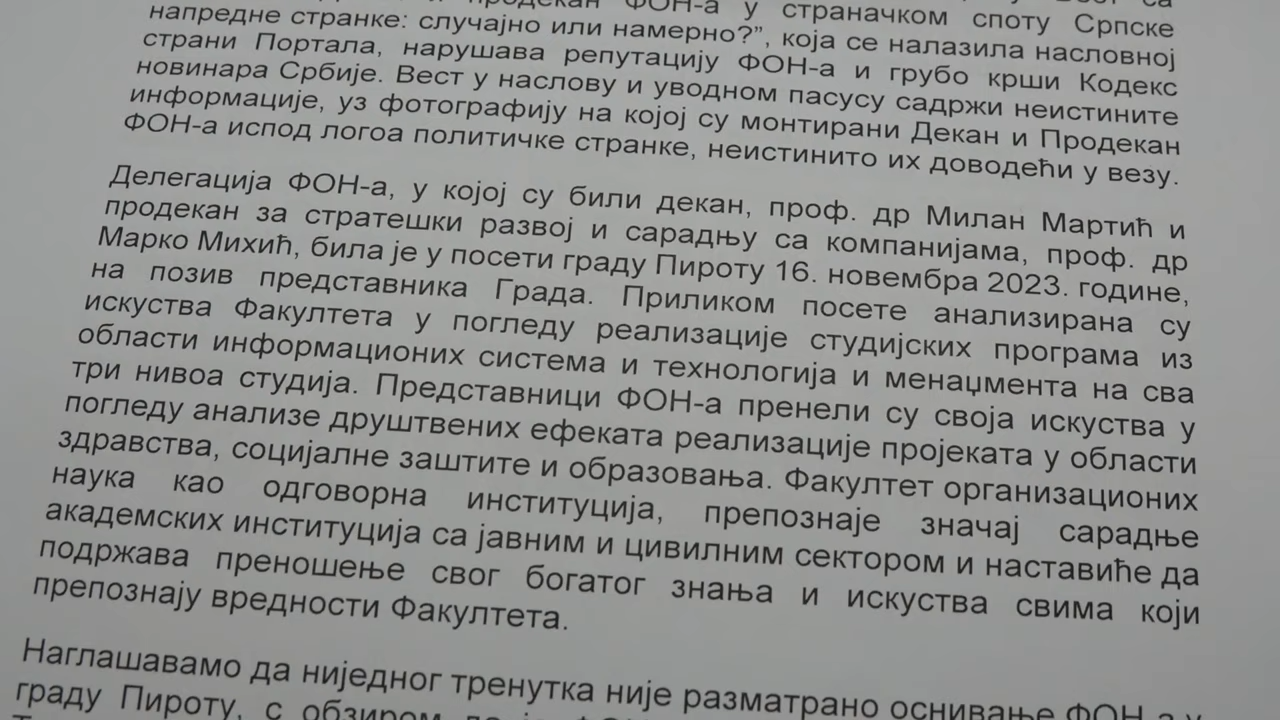 продекан ФОН-а у страначком споту Српске
напредне странке: случајно или намерно?”, која се налазила насловној
страни Портала, нарушава репутацију ФОН-а и грубо крши Кодекс
новинара Србије. Вест у наслову и уводном пасусу садржи неистините
информације, уз фотографију на којој су монтирани Декан и Продекан
ФОН-а испод логоа политичке странке, неистинито их доводећи у везу.
Делегација ФОН-а, у којој су били декан, проф. др Милан Мартић и
продекан за стратешки развој и сарадњу са компанијама, проф. др
Марко Михић, била је у посети граду Пироту 16. новембра 2023. године,
на позив представника Града. Приликом посете анализирана су
искуства Факултета у погледу реализације студијских програма из
области информационих система и технологија и менаџмента на сва
три нивоа студија. Представници ФОН-а пренели су своја искуства у
погледу анализе друштвених ефеката реализације пројеката у области
здравства, социјалне заштите и образовања. Факултет организационих
наука као одговорна институција, препознаје значај сарадње
академских институција са јавним и цивилним сектором и наставиће да
подржава преношење свог богатог знања и искуства свима који
препознају вредности Факултета.
Наглашавамо да ниједног тренутка није разматрано оснивање ФОН-а у
граду Пироту, с обзиром да је